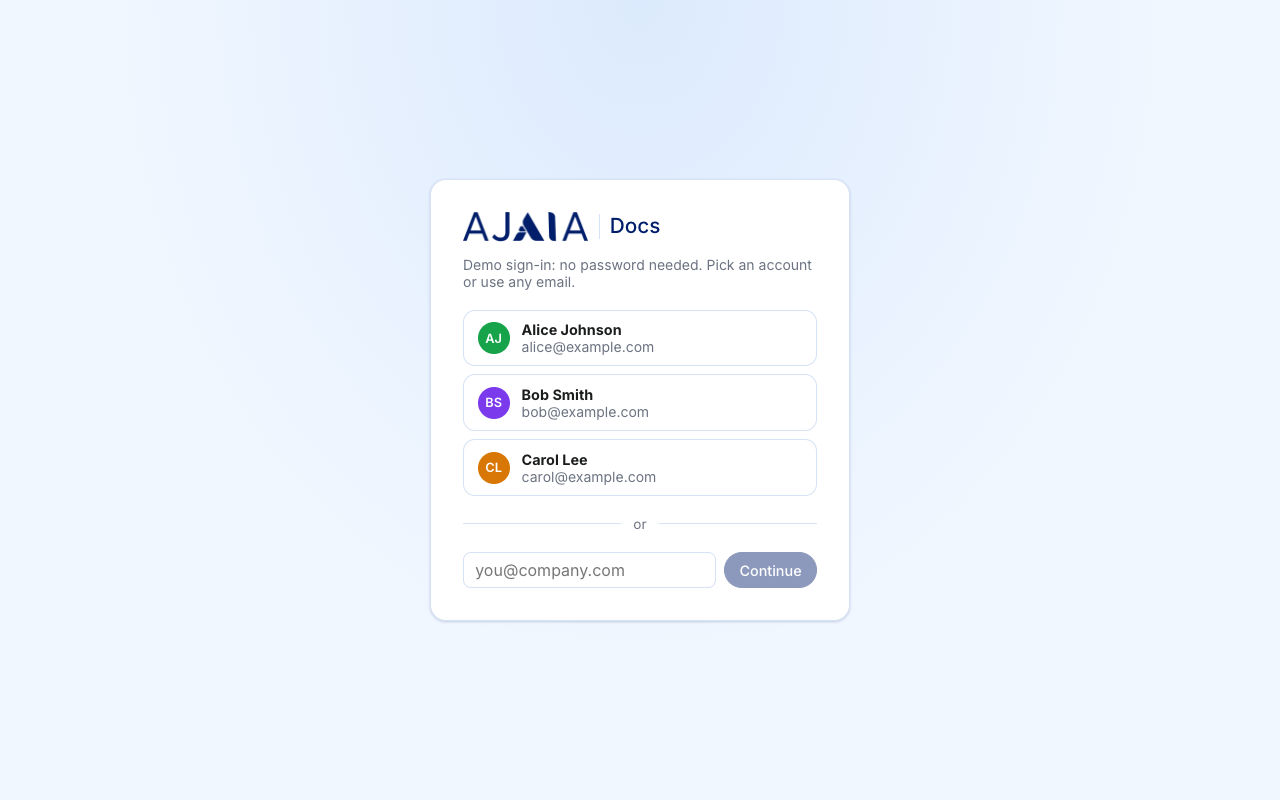 AJAIA Docs
Demo sign-in: no password needed. Pick an account
or use any email.
AJ
Alice Johnson
alice@example.com
BS
Bob Smith
bob@example.com
CL
Carol Lee
carol@example.com
or
you@company.com
Continue